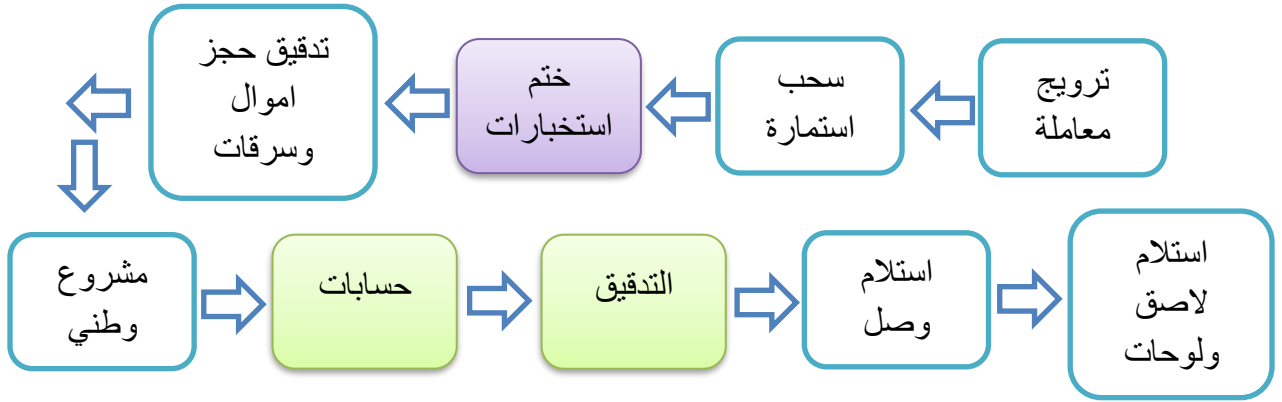 ترويج
معاملة
سحب
استمارة
ختم
استخبارات
تدقيق حجز
اموال
وسرقات
مشروع
وطني
حسابات
التدقيق
استلام
وصل
استلام
لاصق
ولوحات